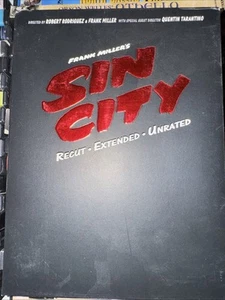 DIRECTED BY ROBERT RODRIGUEZ & FRANK MILLER WITH SPECIAL GUEST DIRECTOR QUENTIN TARANTINO
FRANK MILLER'S
SIN
CITY
RECUT • EXTENDED • UNRATED